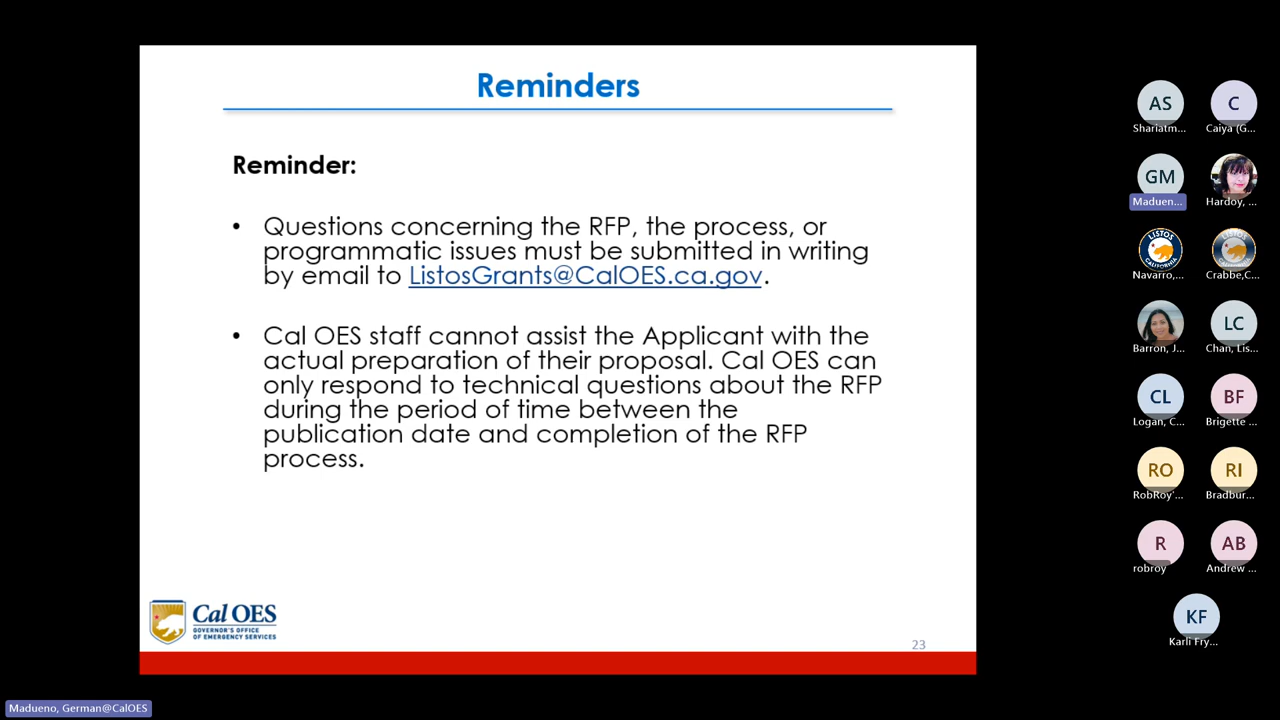 Reminders
Reminder:
• Questions concerning the RFP, the process, or
programmatic issues must be submitted in writing
by email to ListosGrants@CalOES.ca.gov.
• Cal OES staff cannot assist the Applicant with the
actual preparation of their proposal. Cal OES can
only respond to technical questions about the RFP
during the period of time between the
publication date and completion of the RFP
process.
Cal OES
GOVERNOR'S OFFICE
OF EMERGENCY SERVICES
23
AS
C
Shariatm...
Caiya (G...
GM
Maduen...
Hardoy, ...
LISTOS
CALIFORNIA
LISTOS
CALIFORNIA
Navarro,...
Crabbe,C...
LC
Barron, J...
Chan, Lis...
CL
BF
Logan, C...
Brigette ...
RO
RI
RobRoy'...
Bradbur...
R
AB
robroy
Andrew ...
KF
Karli Fry...
Madueno, German@CalOES